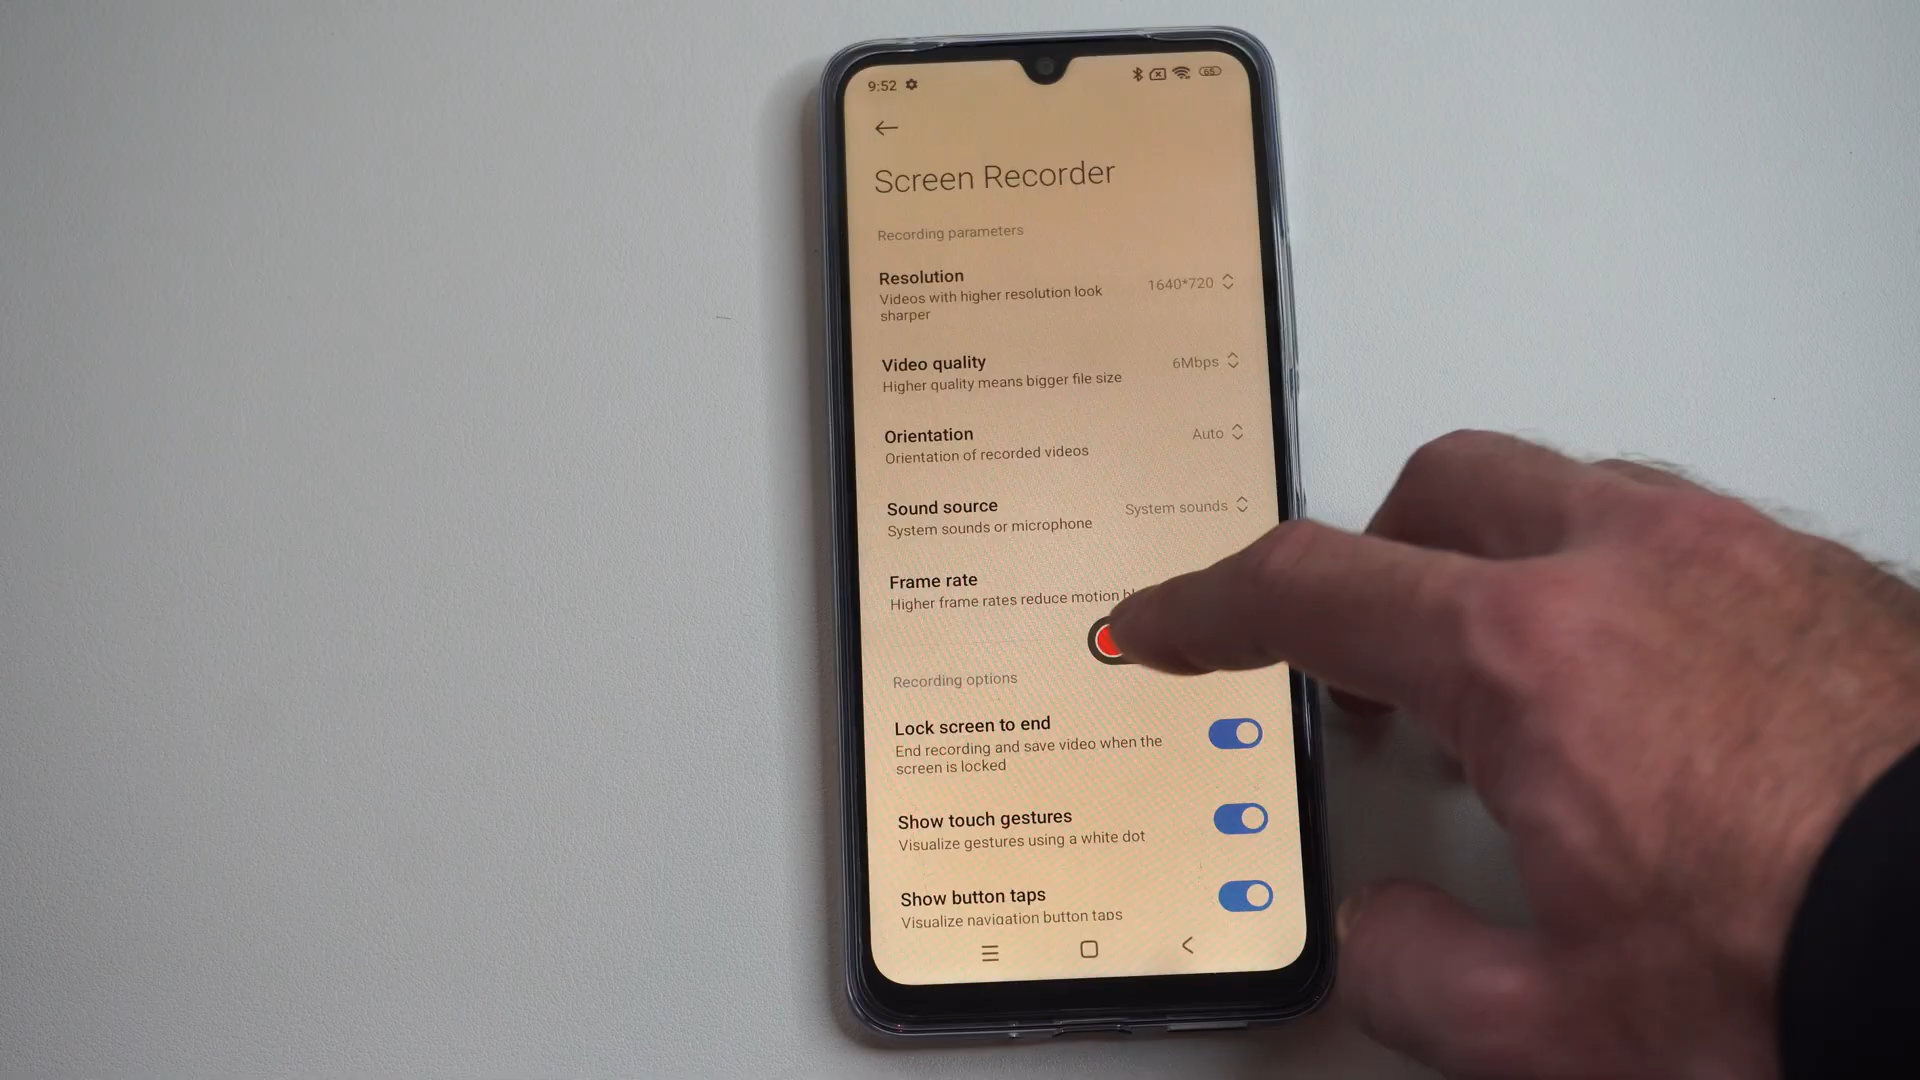 9:52
65
Screen Recorder
Recording parameters
Resolution
Videos with higher resolution look
sharper
1640*720
Video quality
Higher quality means bigger file size
6Mbps
Orientation
Orientation of recorded videos
Auto
Sound source
System sounds or microphone
System sounds
Frame rate
Higher frame rates reduce motion
Recording options
Lock screen to end
End recording and save video when the
screen is locked
Show touch gestures
Visualize gestures using a white dot
Show button taps
Visualize navigation button taps